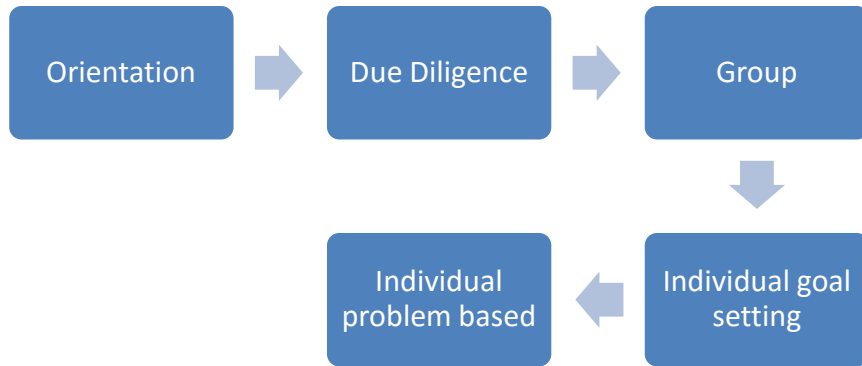 Orientation
Due Diligence
Group
Individual goal
setting
Individual
problem based